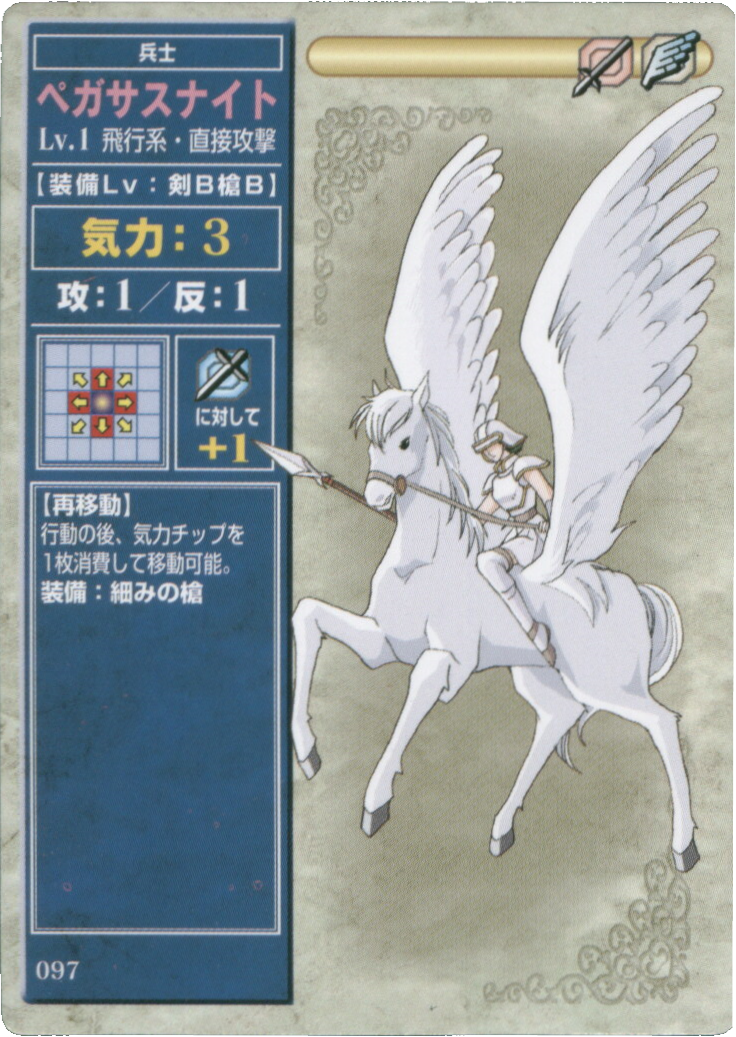 兵士
ペガサスナイト
Lv.1 飛行系・直接攻撃
【装備Lv：剣B槍B】
気力：3
攻：1／反：1
に対して
+1
【再移動】
行動の後、気力チップを
1枚消費して移動可能。
装備：細みの槍
097